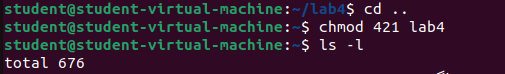 student@student-virtual-machine:~/lab4$ cd ..
student@student-virtual-machine:~$ chmod 421 lab4
student@student-virtual-machine:~$ ls -l
total 676